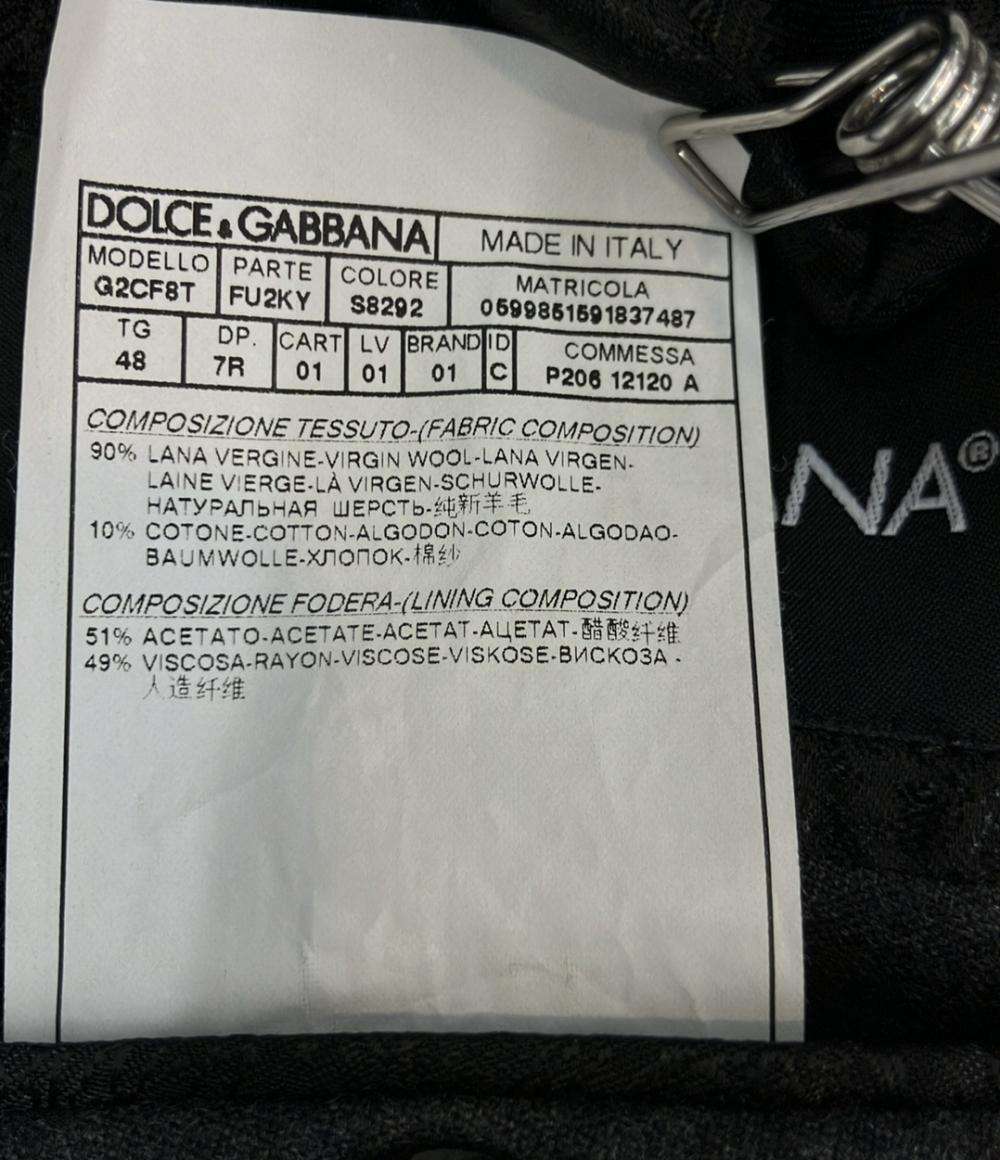 DOLCE & GABBANA MADE IN ITALY
MODELLO PARTE COLORE MATRICOLA
G2CF8T FU2KY S8292 0599851591837487
TG DP. CART LV BRAND ID COMMESSA
48 7R 01 01 01 C P206 12120 A
COMPOSIZIONE TESSUTO-(FABRIC COMPOSITION)
90% LANA VERGINE-VIRGIN WOOL-LANA VIRGEN-
LAINE VIERGE-LÀ VIRGEN-SCHURWOLLE-
НАТУРАЛЬНАЯ ШЕРСТЬ-纯新羊毛
10% COTONE-COTTON-ALGODON-COTON-ALGODAO-
BAUMWOLLE-ХЛОПОК-棉纱
COMPOSIZIONE FODERA-(LINING COMPOSITION)
51% ACETATO-ACETATE-ACETAT-АЦЕТАТ-醋酸纤维
49% VISCOSA-RAYON-VISCOSE-VISKOSE-ВИСКОЗА -
人造纤维
NA®